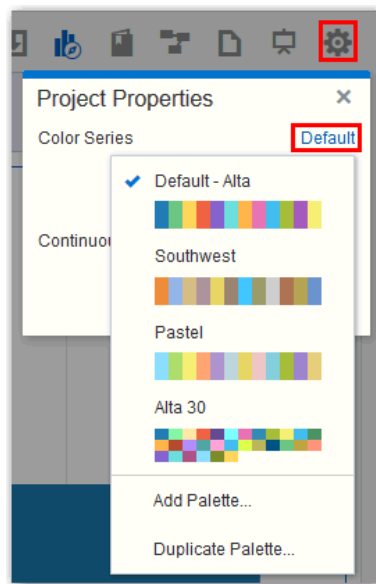 Project Properties
Color Series Default
Default - Alta
Southwest
Continuou
Pastel
Alta 30
Add Palette...
Duplicate Palette...